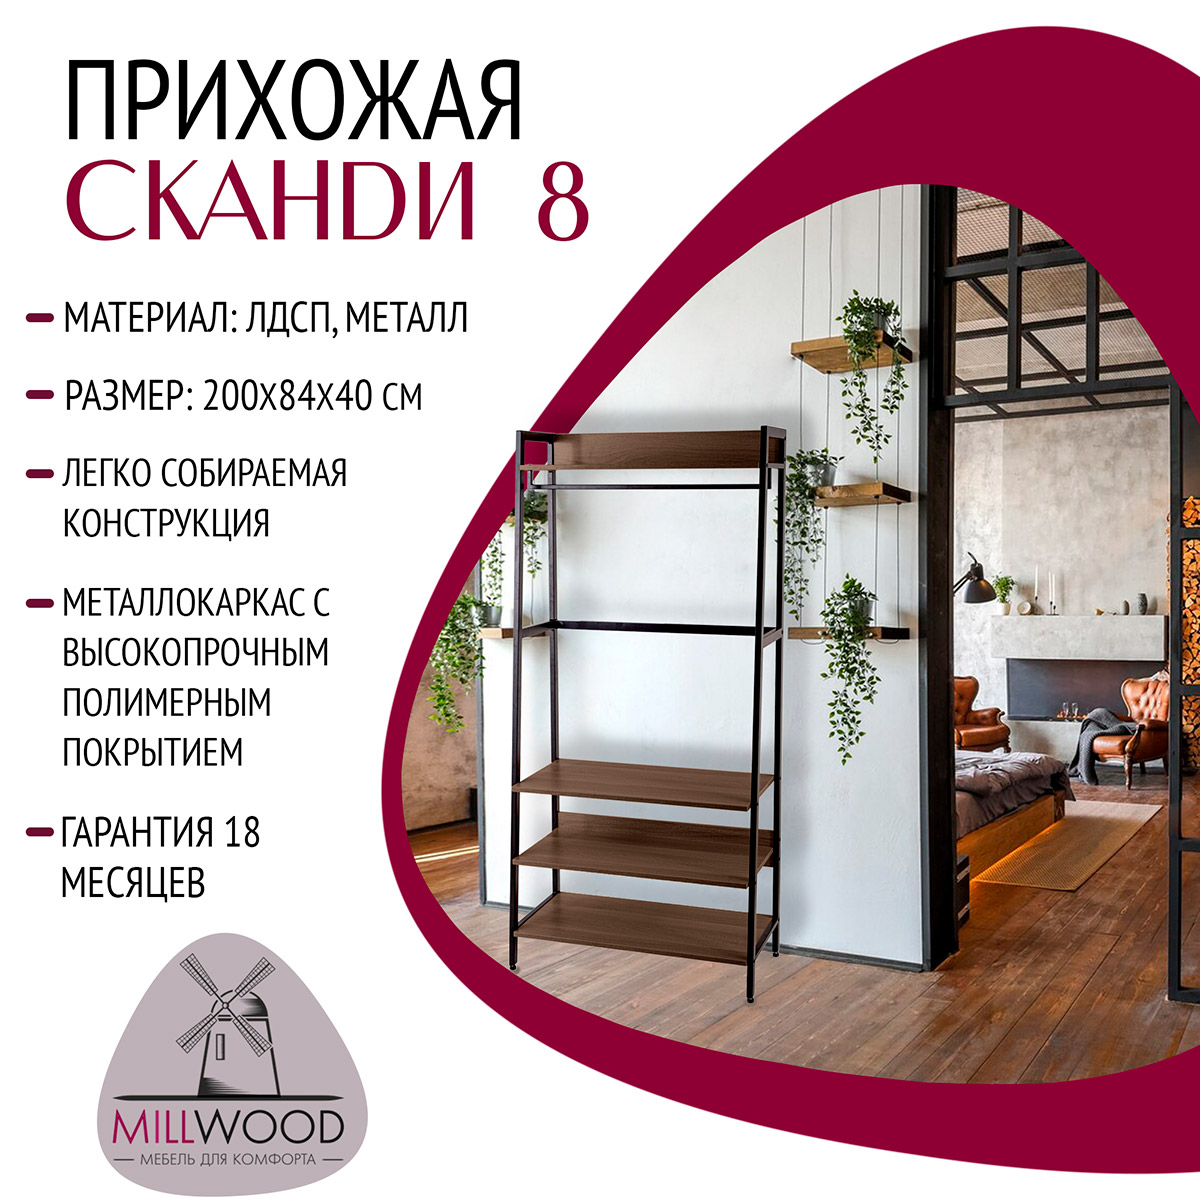 ПРИХОЖАЯ
СКАНДИ 8
МАТЕРИАЛ: ЛДСП, МЕТАЛЛ
РАЗМЕР: 200Х84Х40 СМ
ЛЕГКО СОБИРАЕМАЯ
КОНСТРУКЦИЯ
МЕТАЛЛОКАРКАС С
ВЫСОКОПРОЧНЫМ
ПОЛИМЕРНЫМ
ПОКРЫТИЕМ
ГАРАНТИЯ 18
МЕСЯЦЕВ
MILLWOOD
МЕБЕЛЬ ДЛЯ КОМФОРТА